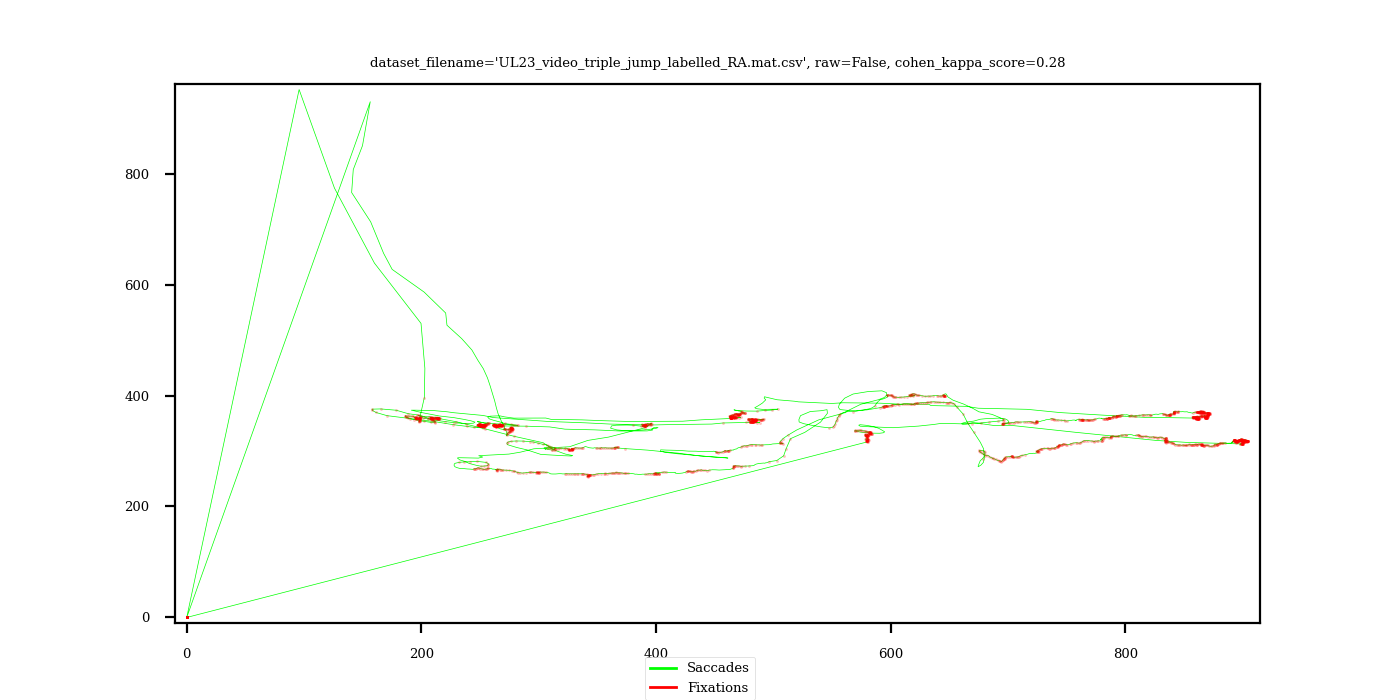 dataset_filename='UL23_video_triple_jump_labelled_RA.mat.csv', raw=False, cohen_kappa_score=0.28
800
600
400
200
0
0 200 400 600 800
Saccades
Fixations